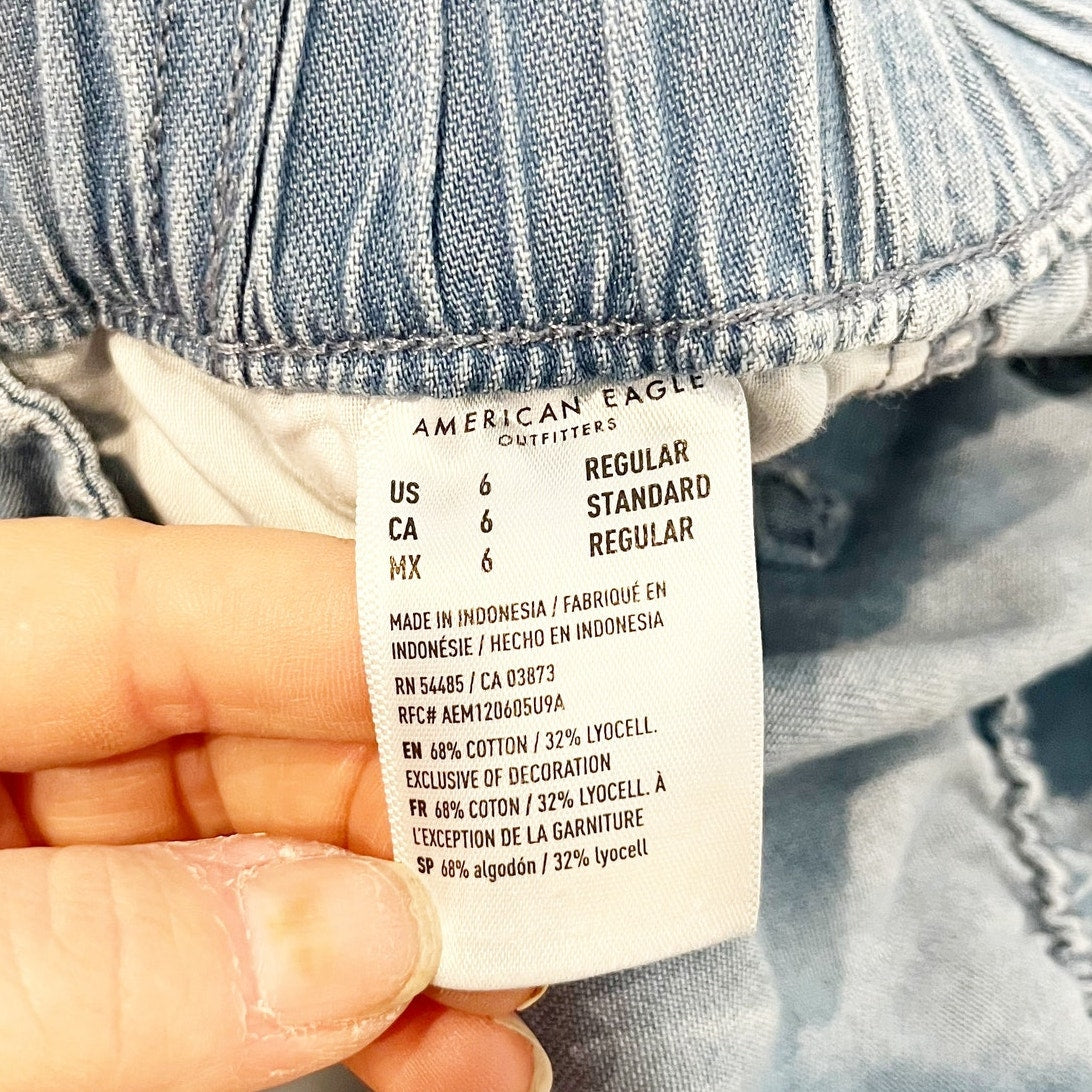 AMERICAN EAGLE
OUTFITTERS
US 6 REGULAR
CA 6 STANDARD
MX 6 REGULAR
MADE IN INDONESIA / FABRIQUÉ EN
INDONÉSIE / HECHO EN INDONESIA
RN 54485 / CA 03873
RFC# AEM120605U9A
EN 68% COTTON / 32% LYOCELL.
EXCLUSIVE OF DECORATION
FR 68% COTON / 32% LYOCELL. À
L'EXCEPTION DE LA GARNITURE
SP 68% algodón / 32% lyocell